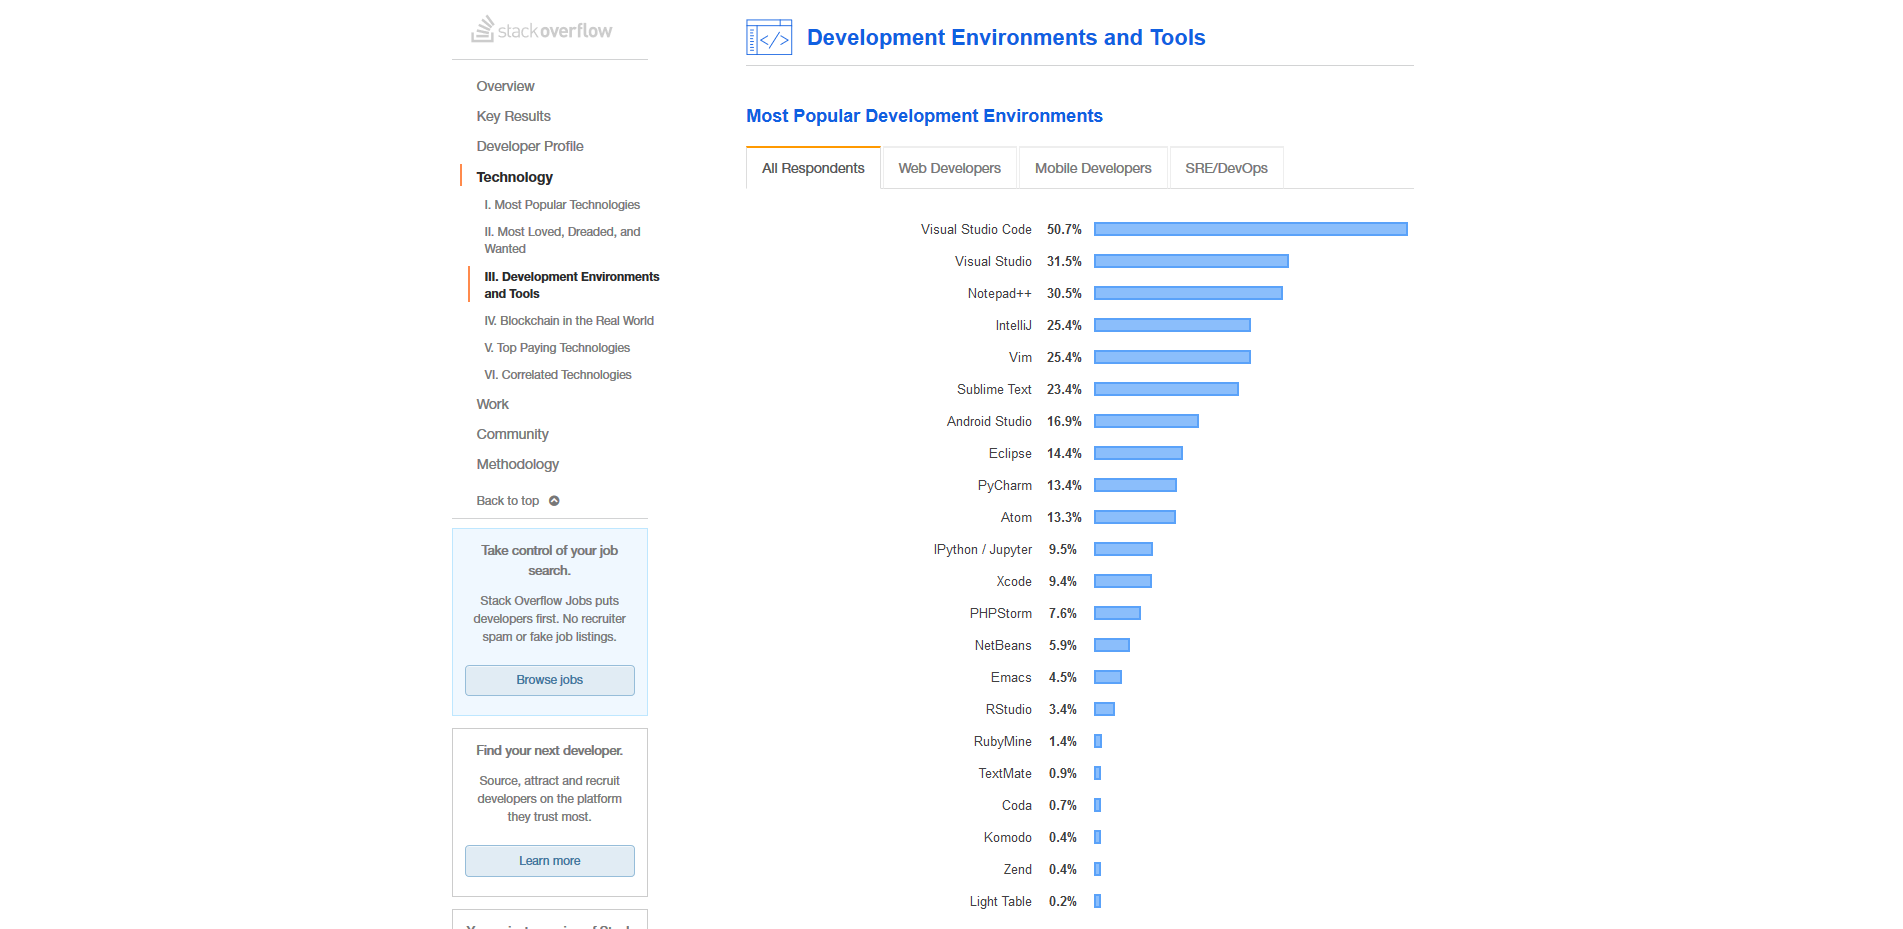 stackoverflow
Overview
Key Results
Developer Profile
Technology
I. Most Popular Technologies
II. Most Loved, Dreaded, and
Wanted
III. Development Environments
and Tools
IV. Blockchain in the Real World
V. Top Paying Technologies
VI. Correlated Technologies
Work
Community
Methodology
Back to top
Take control of your job
search.
Stack Overflow Jobs puts
developers first. No recruiter
spam or fake job listings.
Browse jobs
Find your next developer.
Source, attract and recruit
developers on the platform
they trust most.
Learn more
</> Development Environments and Tools
Most Popular Development Environments
All Respondents Web Developers Mobile Developers SRE/DevOps
Visual Studio Code 50.7%
Visual Studio 31.5%
Notepad++ 30.5%
IntelliJ 25.4%
Vim 25.4%
Sublime Text 23.4%
Android Studio 16.9%
Eclipse 14.4%
PyCharm 13.4%
Atom 13.3%
IPython / Jupyter 9.5%
Xcode 9.4%
PHPStorm 7.6%
NetBeans 5.9%
Emacs 4.5%
RStudio 3.4%
RubyMine 1.4%
TextMate 0.9%
Coda 0.7%
Komodo 0.4%
Zend 0.4%
Light Table 0.2%